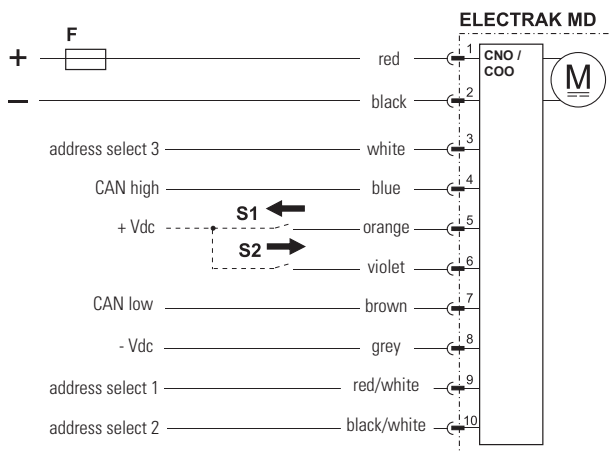 ELECTRAK MD
F
+ red 1 CNO /
COO
M
– black 2
address select 3 white 3
CAN high blue 4
S1
+ Vdc orange 5
S2
violet 6
CAN low brown 7
- Vdc grey 8
address select 1 red/white 9
address select 2 black/white 10